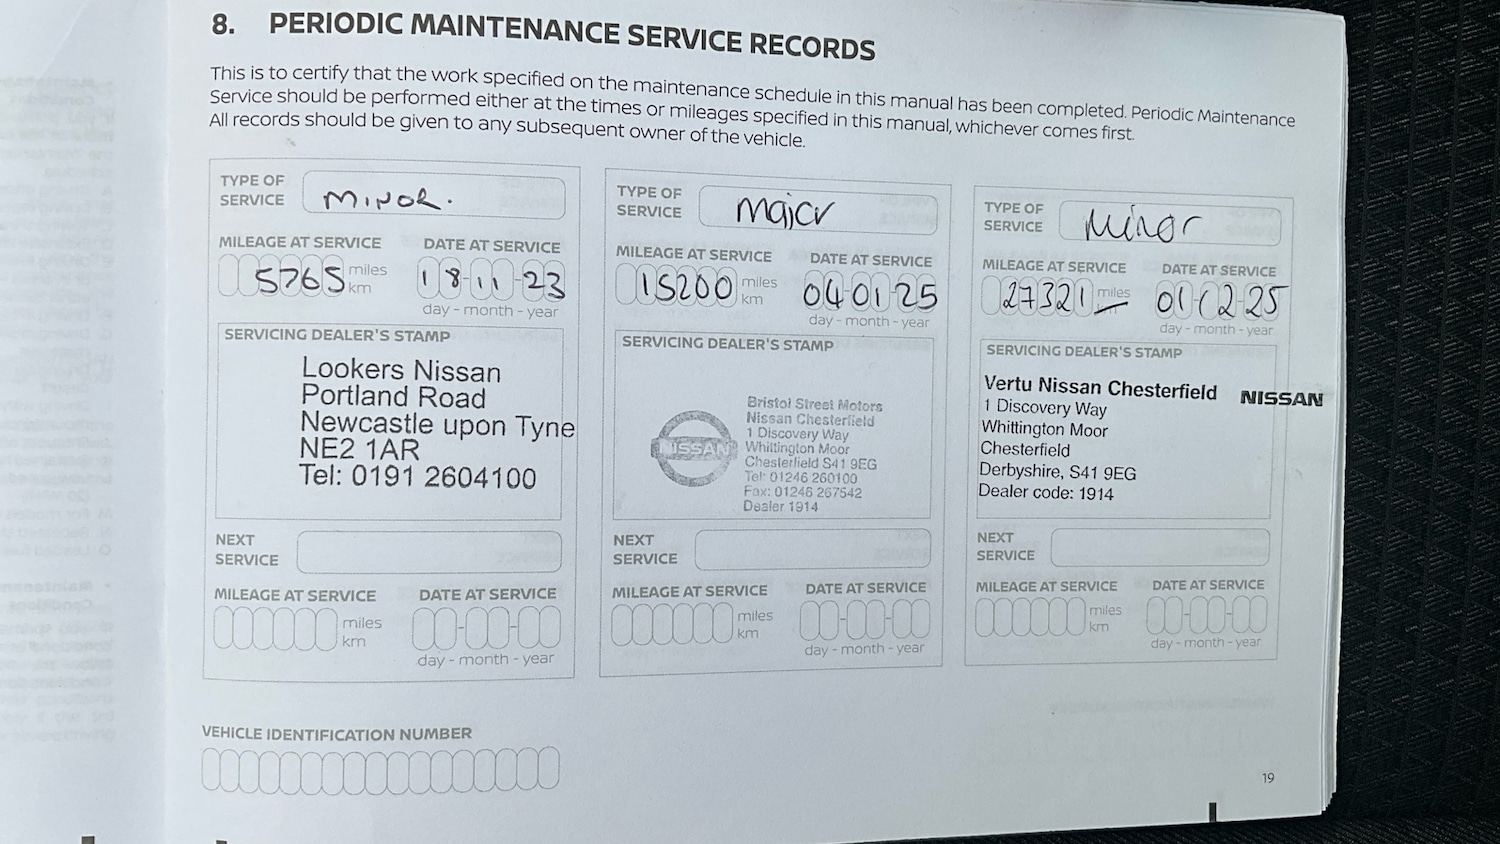 8. PERIODIC MAINTENANCE SERVICE RECORDS
This is to certify that the work specified on the maintenance schedule in this manual has been completed. Periodic Maintenance
Service should be performed either at the times or mileages specified in this manual, whichever comes first.
All records should be given to any subsequent owner of the vehicle.
TYPE OF
SERVICE
MINOR.
MILEAGE AT SERVICE
DATE AT SERVICE
5765 miles
km
18-11-23
day - month - year
SERVICING DEALER'S STAMP
Lookers Nissan
Portland Road
Newcastle upon Tyne
NE2 1AR
Tel: 0191 2604100
NEXT
SERVICE
MILEAGE AT SERVICE
DATE AT SERVICE
miles
km
day - month - year
TYPE OF
SERVICE
Major
MILEAGE AT SERVICE
DATE AT SERVICE
15200 miles
km
04-01-25
day - month - year
SERVICING DEALER'S STAMP
NISSAN
Bristol Street Motors
Nissan Chesterfield
1 Discovery Way
Whittington Moor
Chesterfield S41 9EG
Tel: 01246 260100
Fax: 01246 267542
Dealer 1914
NEXT
SERVICE
MILEAGE AT SERVICE
DATE AT SERVICE
miles
km
day - month - year
TYPE OF
SERVICE
Minor
MILEAGE AT SERVICE
DATE AT SERVICE
27321 miles
km
01-12-25
day - month - year
SERVICING DEALER'S STAMP
Vertu Nissan Chesterfield NISSAN
1 Discovery Way
Whittington Moor
Chesterfield
Derbyshire, S41 9EG
Dealer code: 1914
NEXT
SERVICE
MILEAGE AT SERVICE
DATE AT SERVICE
miles
km
day - month - year
VEHICLE IDENTIFICATION NUMBER
19